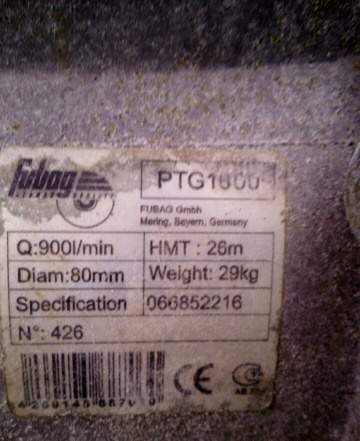 Fubag
PTG1600
FUBAG Gmbh
Mering, Bayern, Germany
Q:900l/min
HMT : 26m
Diam:80mm
Weight: 29kg
Specification
066852216
N°: 426
CE